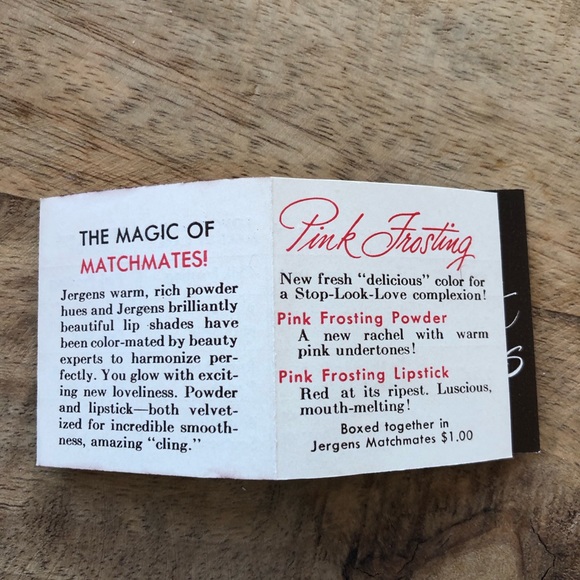 THE MAGIC OF
MATCHMATES!
Jergens warm, rich powder
hues and Jergens brilliantly
beautiful lip shades have
been color-mated by beauty
experts to harmonize per-
fectly. You glow with excit-
ing new loveliness. Powder
and lipstick—both velvet-
ized for incredible smooth-
ness, amazing "cling."
Pink Frosting
New fresh "delicious" color for
a Stop-Look-Love complexion!
Pink Frosting Powder
A new rachel with warm
pink undertones!
Pink Frosting Lipstick
Red at its ripest. Luscious,
mouth-melting!
Boxed together in
Jergens Matchmates $1.00